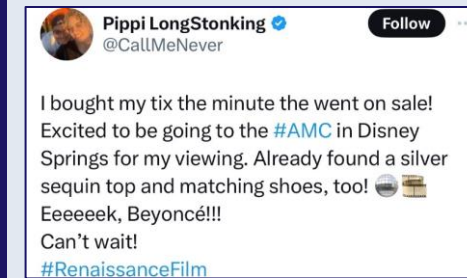 Pippi LongStonking
Follow
@CallMeNever
I bought my tix the minute the went on sale!
Excited to be going to the #AMC in Disney
Springs for my viewing. Already found a silver
sequin top and matching shoes, too! 🪩🎞️
Eeeeeek, Beyoncé!!!
Can’t wait!
#RenaissanceFilm